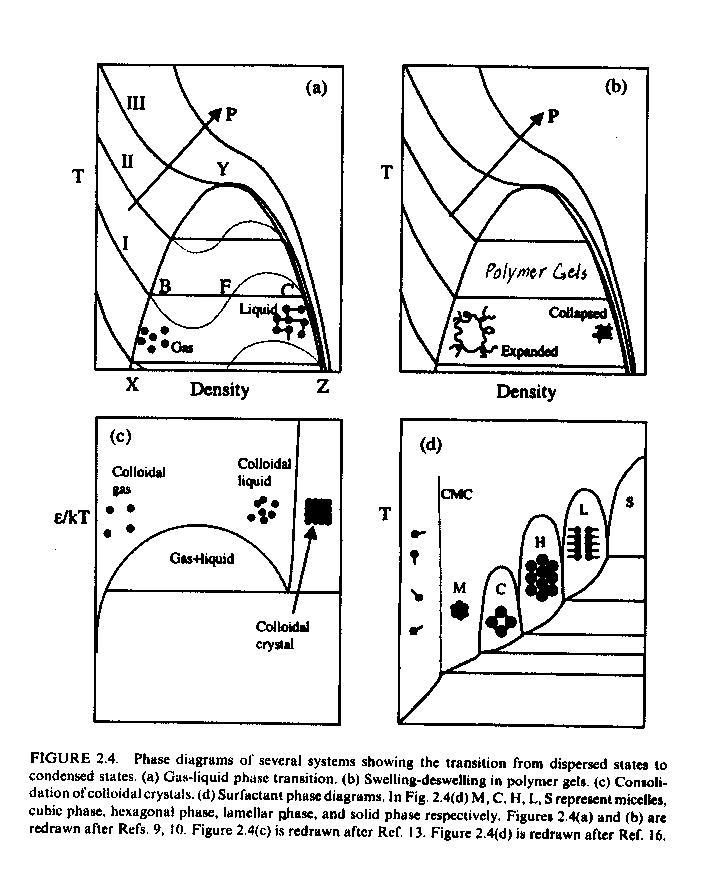 (a)
III
P
II
Y
T
I
B F C
Liquid
Gas
X Density Z
(b)
P
T
Polymer Gels
Collapsed
Expanded
Density
(c)
Colloidal
gas
Colloidal
liquid
ε/kT
Gas+liquid
Colloidal
crystal
(d)
CMC
S
L
T
H
M C
FIGURE 2.4. Phase diagrams of several systems showing the transition from dispersed states to
condensed states. (a) Gas-liquid phase transition. (b) Swelling-deswelling in polymer gels. (c) Consoli-
dation of colloidal crystals. (d) Surfactant phase diagrams. In Fig. 2.4(d) M, C, H, L, S represent micelles,
cubic phase, hexagonal phase, lamellar phase, and solid phase respectively. Figures 2.4(a) and (b) are
redrawn after Refs. 9, 10. Figure 2.4(c) is redrawn after Ref. 13. Figure 2.4(d) is redrawn after Ref. 16.